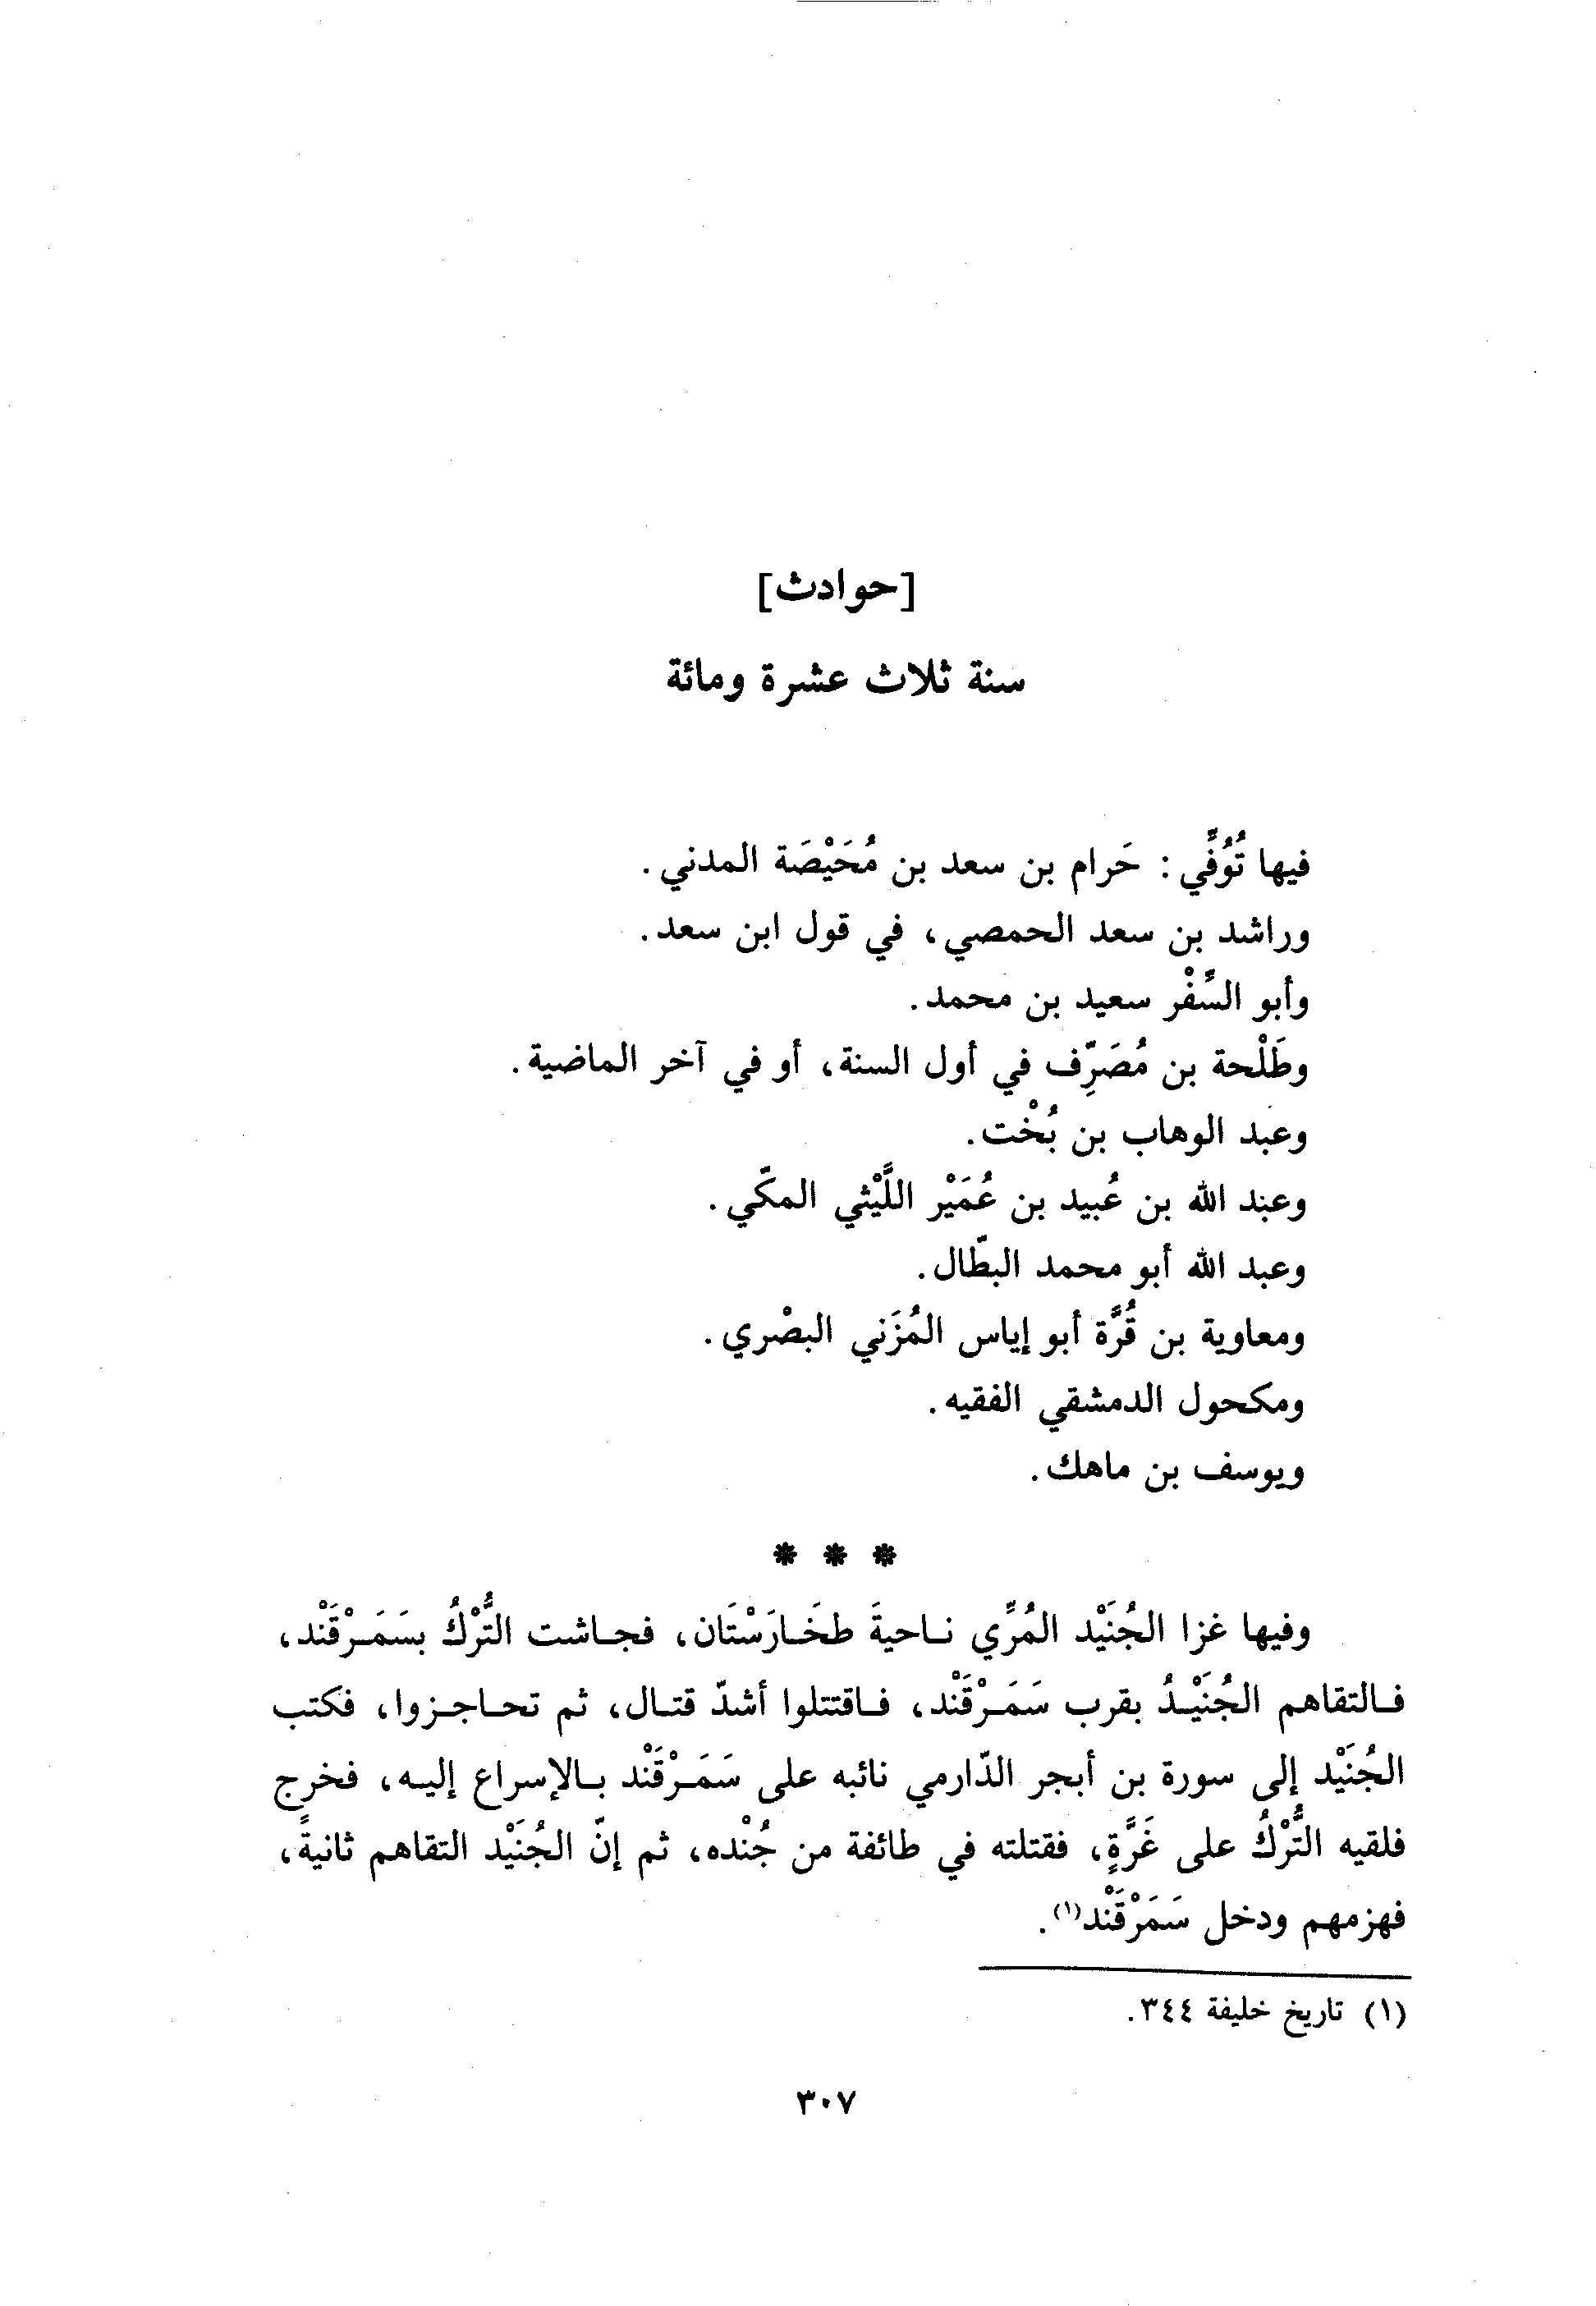 [حوادث]
سنة ثلاث عشرة ومائة
فيها تُوُفِّي: حَرام بن سعد بن مُحَيْصَة المدني.
وراشد بن سعد الحمصي، في قول ابن سعد.
وأبو السَّفْر سعيد بن محمد.
وطَلْحة بن مُصَرِّف في أول السنة، أو في آخر الماضية.
وعبد الوهاب بن بُخْت.
وعبد الله بن عُبيد بن عُمَيْر اللَّيْثي المكّي.
وعبد الله أبو محمد البطّال.
ومعاوية بن قُرَّة أبو إياس المُزَني البصْري.
ومكحول الدمشقي الفقيه.
ويوسف بن ماهك.
* * *
وفيها غزا الجُنَيْد المُرِّي ناحيةَ طخَارَسْتَان، فجاشت التُّرْكُ بسَمَرْقَنْد،
فالتقاهم الجُنَيْدُ بقرب سَمَرْقَنْد، فاقتتلوا أشدّ قتال، ثم تحاجزوا، فكتب
الجُنَيْد إلى سورة بن أبجر الدّارمي نائبه على سَمَرْقَنْد بالإسراع إليه، فخرج
فلقيه التُّرْكُ على غَرَّةٍ، فقتلته في طائفة من جُنْده، ثم إنّ الجُنَيْد التقاهم ثانيةً،
فهزمهم ودخل سَمَرْقَنْد(١).
(١) تاريخ خليفة ٣٤٤.
٣٠٧